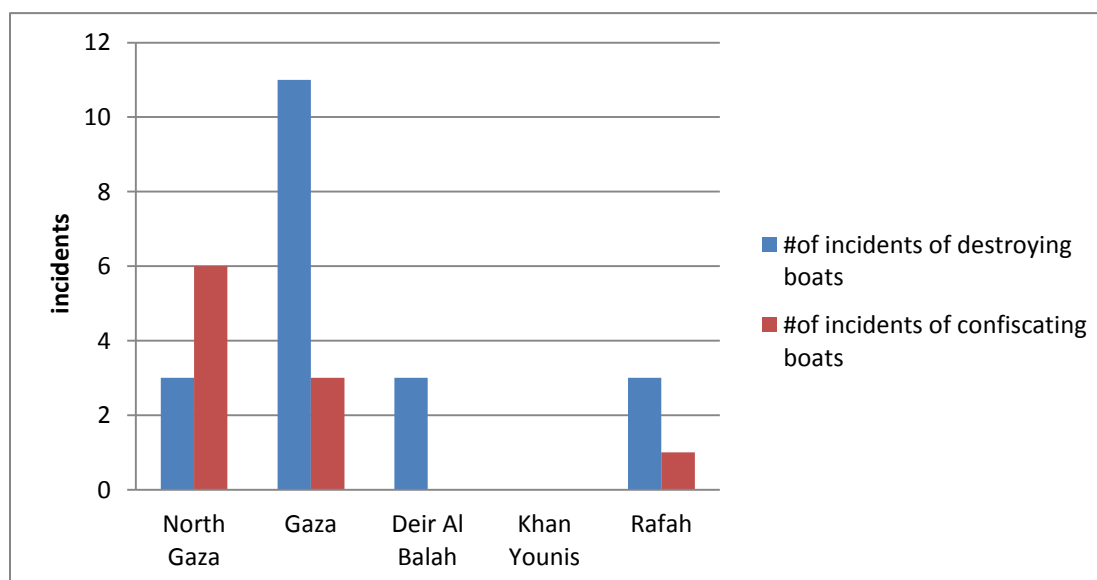 12
10
8
6
4
2
0
incidents
North
Gaza
Gaza
Deir Al
Balah
Khan
Younis
Rafah
#of incidents of destroying
boats
#of incidents of confiscating
boats